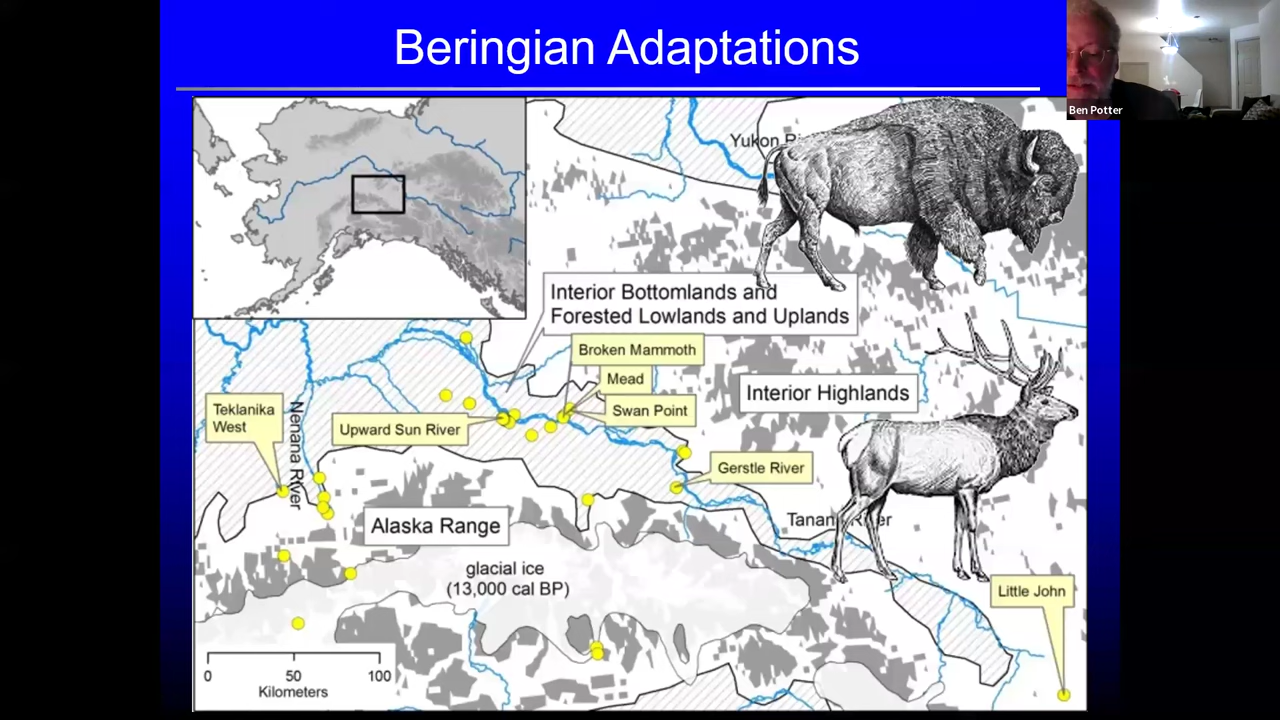 Beringian Adaptations
Ben Potter
Yukon
Interior Bottomlands and
Forested Lowlands and Uplands
Broken Mammoth
Mead
Interior Highlands
Swan Point
Teklanika
West
Nenana River
Upward Sun River
Gerstle River
Alaska Range
Tanana River
glacial ice
(13,000 cal BP)
Little John
0 50 100
Kilometers